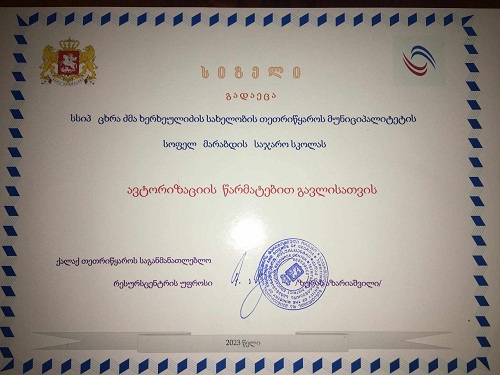 სიგელი
გადაეცა
სსიპ ცხრა ძმა ხერხეულიძის სახელობის თეთრიწყაროს მუნიციპალიტეტის
სოფელ მარაბდის საჯარო სკოლას
ავტორიზაციის წარმატებით გავლისათვის
ქალაქ თეთრიწყაროს საგანმანათლებლო
რესურსცენტრის უფროსი
2023 წელი